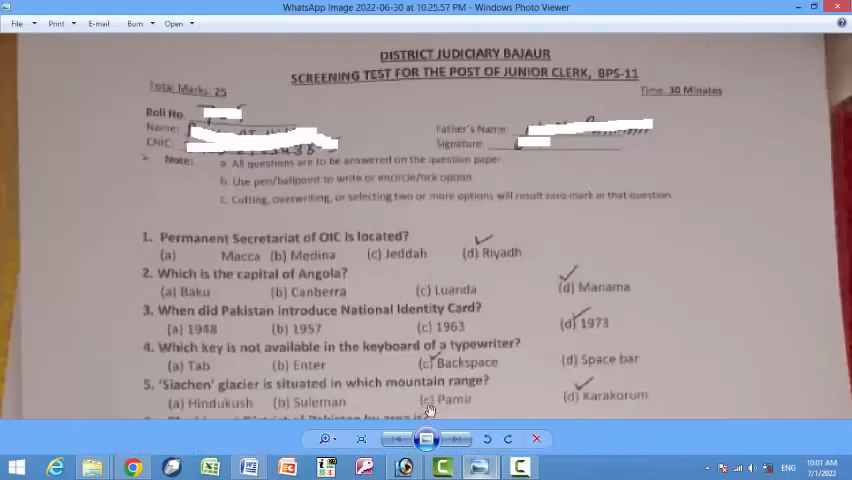 WhatsApp Image 2022-06-30 at 10.25.57 PM - Windows Photo Viewer
File Print E-mail Burn Open
DISTRICT JUDICIARY BAJAUR
SCREENING TEST FOR THE POST OF JUNIOR CLERK, BPS-11
Total Marks: 25 Time: 30 Minutes
Roll No.
Name: Father's Name:
CNIC: Signature:
Note: a. All questions are to be answered on the question paper.
b. Use pen/ballpoint to write or encircle/tick option.
c. Cutting, overwriting, or selecting two or more options will result zero mark in that question.
1. Permanent Secretariat of OIC is located?
(a) Macca (b) Medina (c) Jeddah (d) Riyadh
2. Which is the capital of Angola?
(a) Baku (b) Canberra (c) Luanda (d) Manama
3. When did Pakistan introduce National Identity Card?
(a) 1948 (b) 1957 (c) 1963 (d) 1973
4. Which key is not available in the keyboard of a typewriter?
(a) Tab (b) Enter (c) Backspace (d) Space bar
5. 'Siachen' glacier is situated in which mountain range?
(a) Hindukush (b) Suleman (c) Pamir (d) Karakorum
District of Pakistan by area is
ENG
10:01 AM
7/1/2022